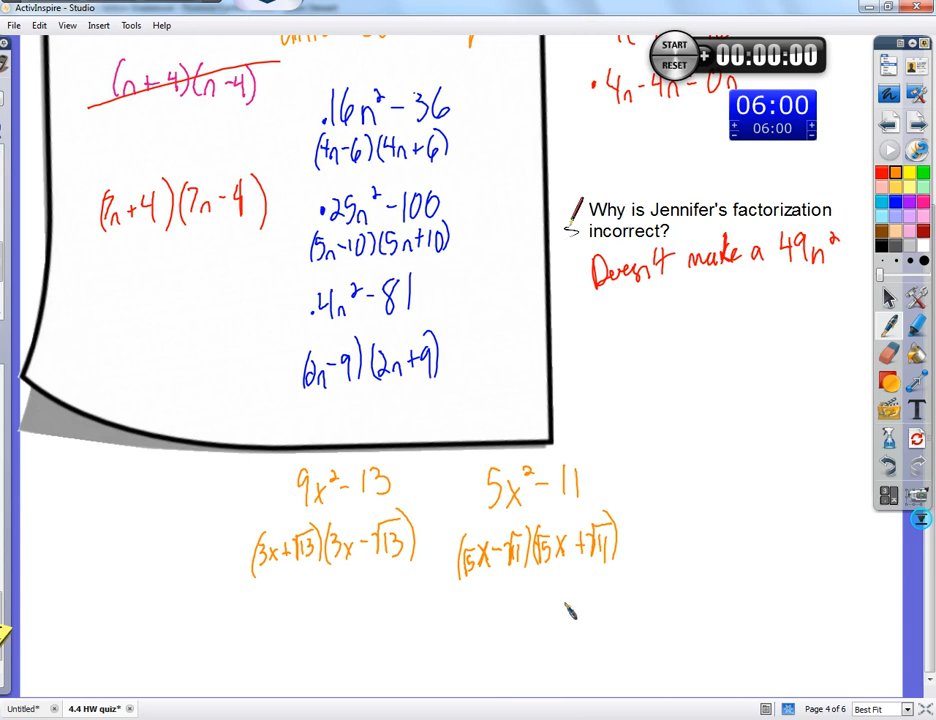 ActivInspire - Studio
File Edit View Insert Tools
START
RESET
+ 00:00:00
06:00
06:00
(n+4)(n-4)
(7n+4)(7n-4)
.16n²-36
(4n-6)(4n+6)
.25n²-100
(5n-10)(5n+10)
.4n²-81
(2n-9)(2n+9)
.4n-4n-0n
Why is Jennifer's factorization
incorrect?
Doesn't make a 49n²
9x²-13
(3x+√13)(3x-√13)
5x²-11
(√5x-√11)(√5x+√11)
Untitled*
4.4 HW quiz*
Page 4 of 6
Best Fit